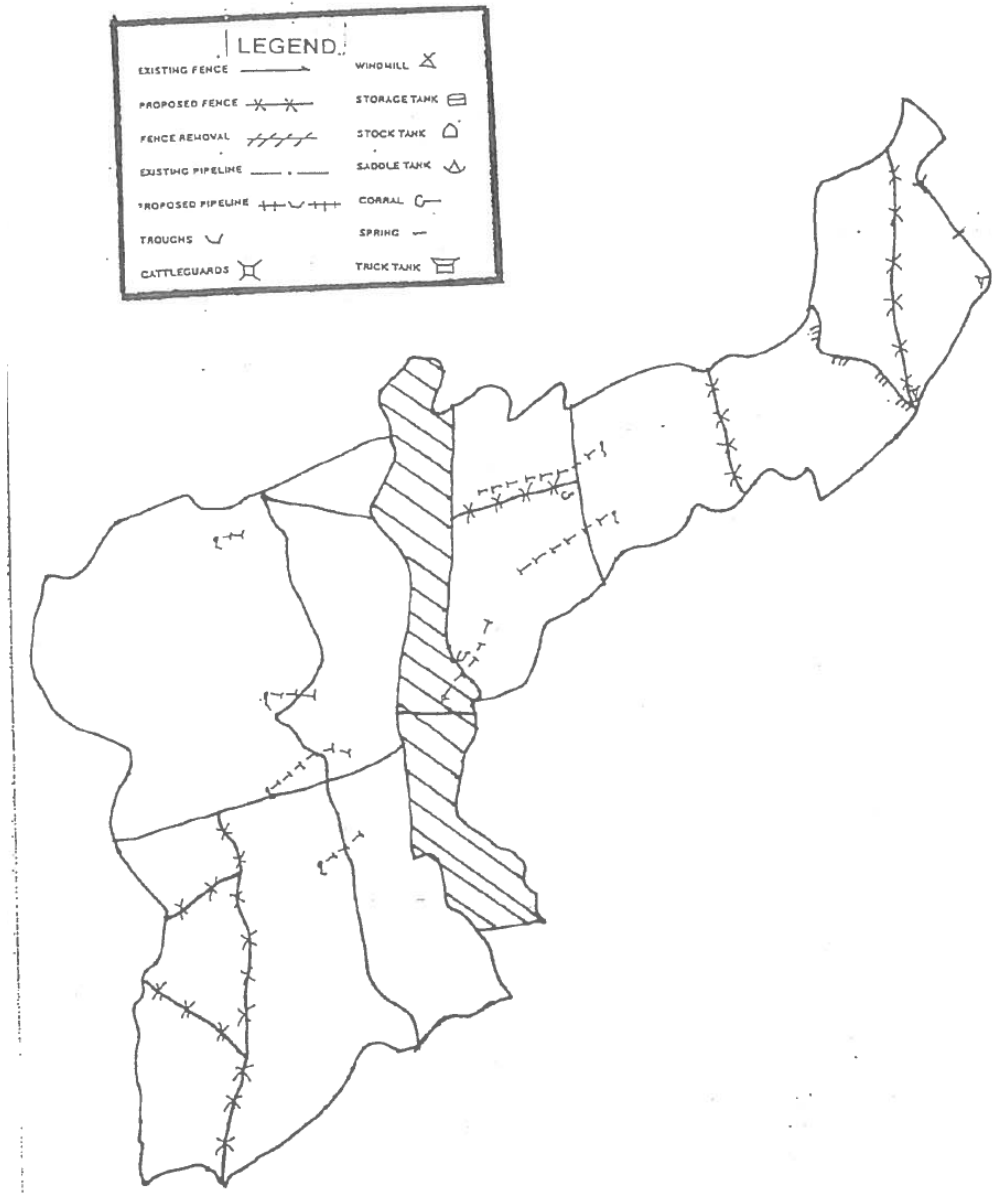 LEGEND
EXISTING FENCE
WINDMILL
PROPOSED FENCE
STORAGE TANK
FENCE REMOVAL
STOCK TANK
EXISTING PIPELINE
SADDLE TANK
PROPOSED PIPELINE
CORRAL
TROUGHS
SPRING
CATTLEGUARDS
TRICK TANK